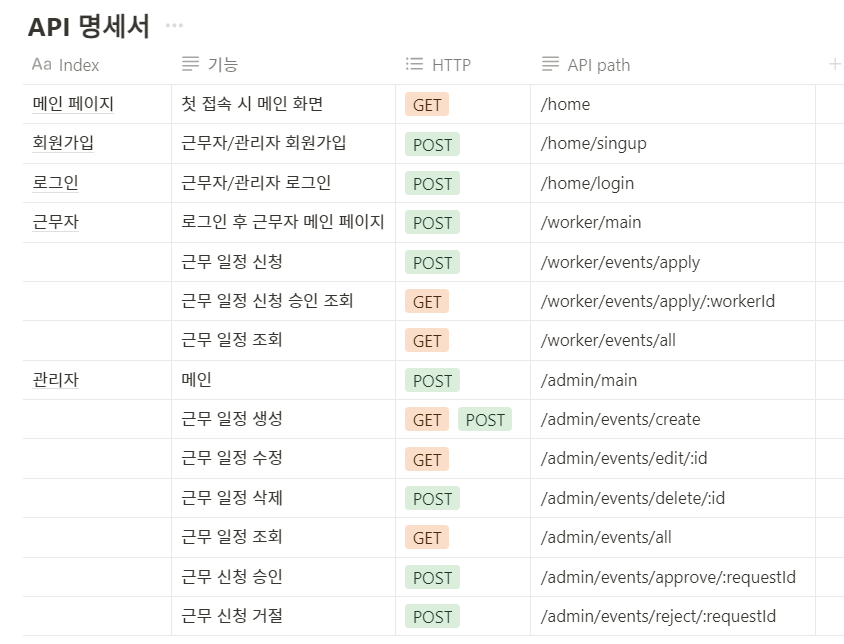 API 명세서
Aa Index 기능 HTTP API path
메인 페이지 첫 접속 시 메인 화면 GET /home
회원가입 근무자/관리자 회원가입 POST /home/singup
로그인 근무자/관리자 로그인 POST /home/login
근무자 로그인 후 근무자 메인 페이지 POST /worker/main
근무 일정 신청 POST /worker/events/apply
근무 일정 신청 승인 조회 GET /worker/events/apply/:workerId
근무 일정 조회 GET /worker/events/all
관리자 메인 POST /admin/main
근무 일정 생성 GET POST /admin/events/create
근무 일정 수정 GET /admin/events/edit/:id
근무 일정 삭제 POST /admin/events/delete/:id
근무 일정 조회 GET /admin/events/all
근무 신청 승인 POST /admin/events/approve/:requestId
근무 신청 거절 POST /admin/events/reject/:requestId